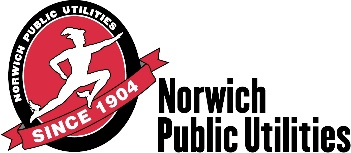 NORWICH PUBLIC UTILITIES
SINCE 1904
Norwich
Public Utilities